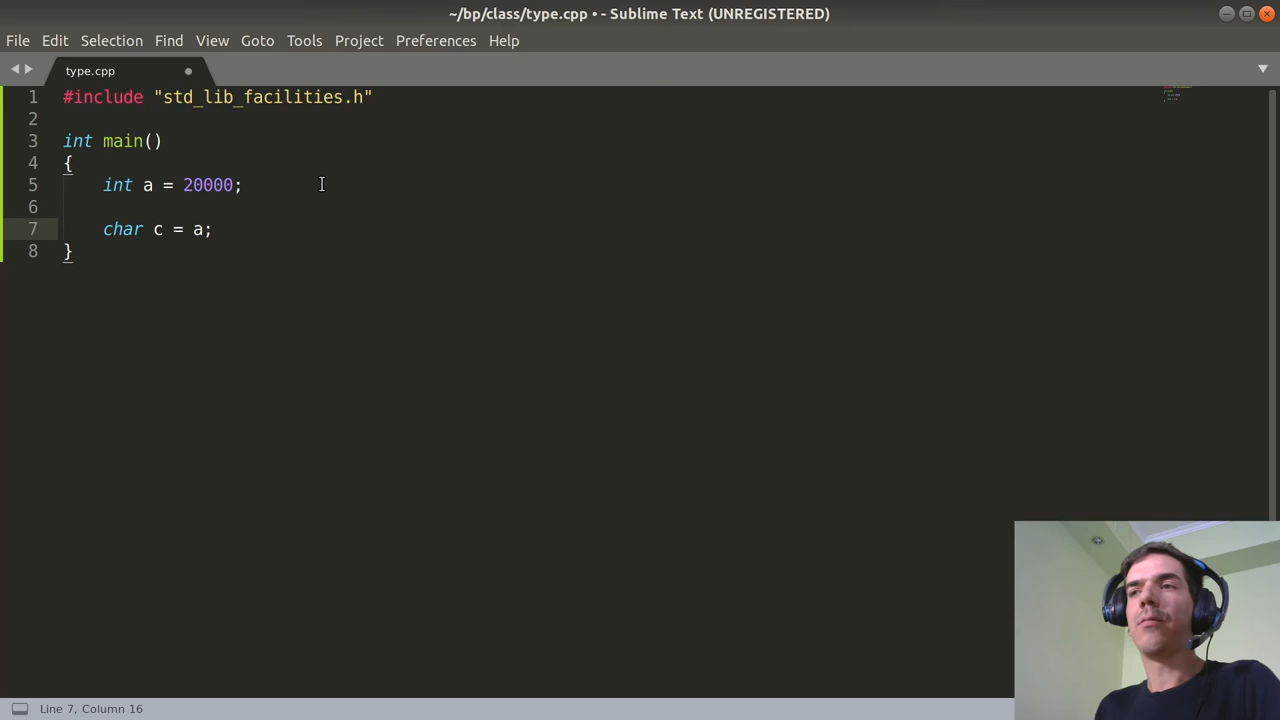 ~/bp/class/type.cpp • - Sublime Text (UNREGISTERED)
File Edit Selection Find View Goto Tools Project Preferences Help
type.cpp
1 #include "std_lib_facilities.h"
2
3 int main()
4 {
5 int a = 20000;
6
7 char c = a;
8 }
Line 7, Column 16